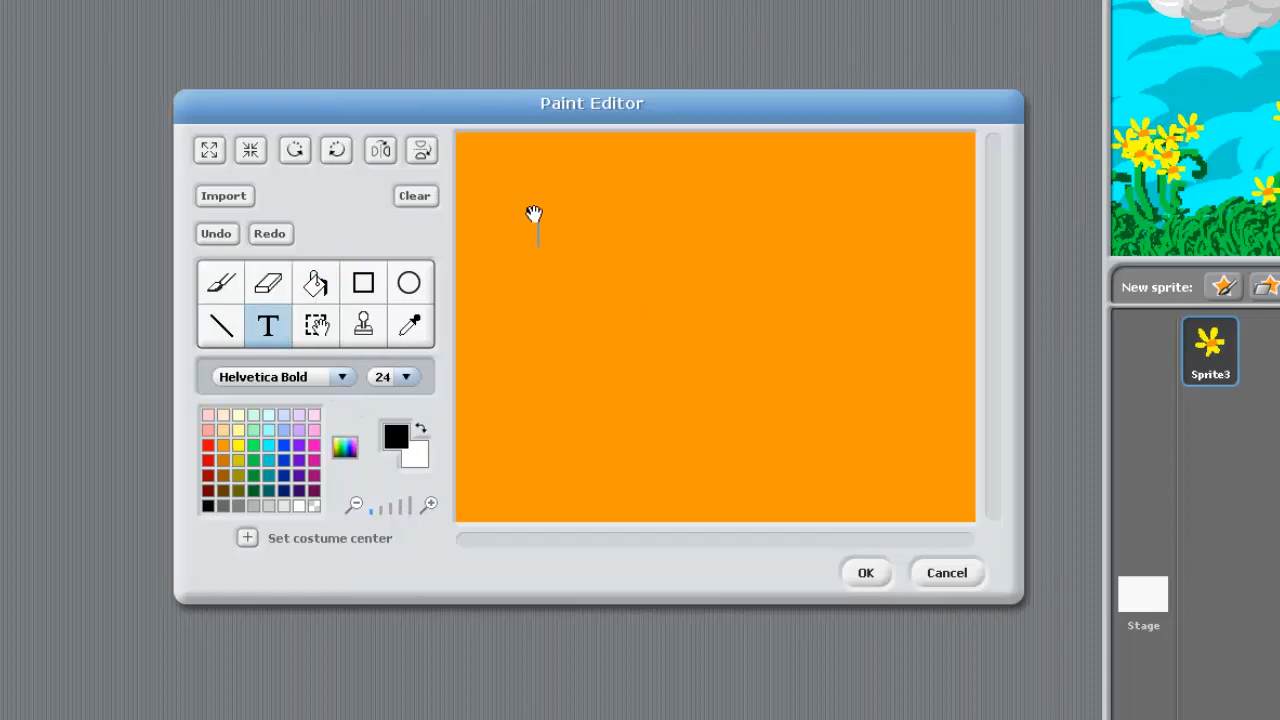 Paint Editor
Import
Clear
Undo
Redo
T
Helvetica Bold
24
Set costume center
OK
Cancel
New sprite:
Sprite3
Stage